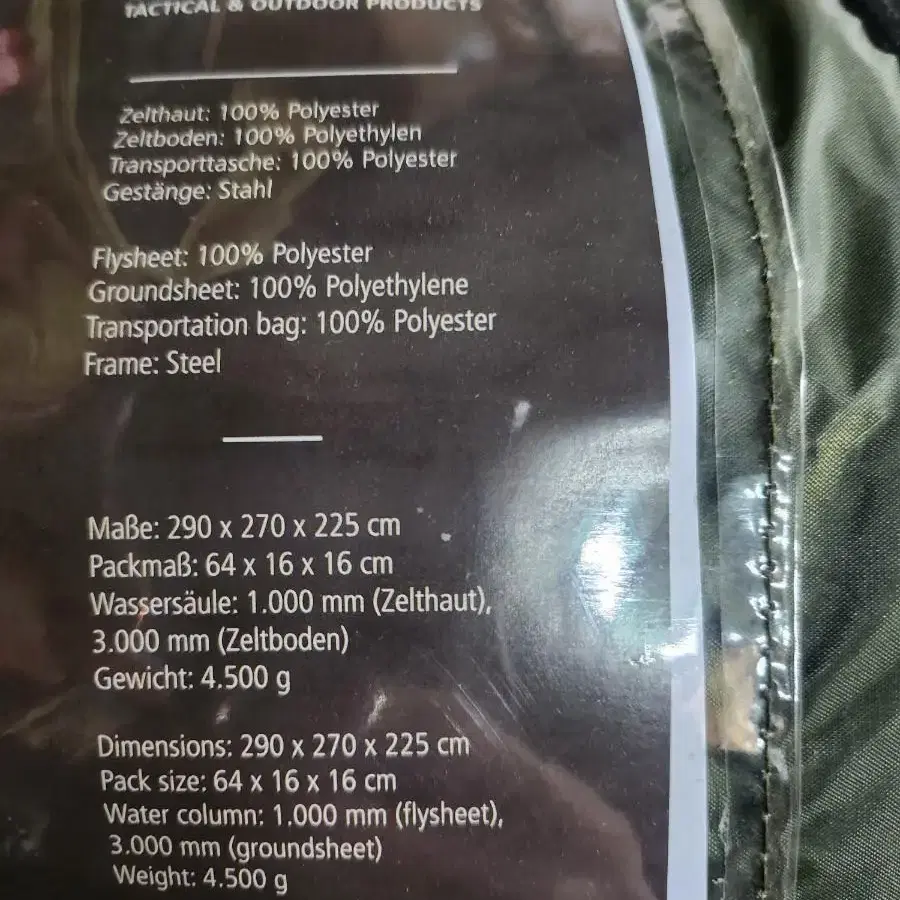 TACTICAL & OUTDOOR PRODUCTS
Zelthaut: 100% Polyester
Zeltboden: 100% Polyethylen
Transporttasche: 100% Polyester
Gestänge: Stahl
Flysheet: 100% Polyester
Groundsheet: 100% Polyethylene
Transportation bag: 100% Polyester
Frame: Steel
Maße: 290 x 270 x 225 cm
Packmaß: 64 x 16 x 16 cm
Wassersäule: 1.000 mm (Zelthaut),
3.000 mm (Zeltboden)
Gewicht: 4.500 g
Dimensions: 290 x 270 x 225 cm
Pack size: 64 x 16 x 16 cm
Water column: 1.000 mm (flysheet),
3.000 mm (groundsheet)
Weight: 4.500 g